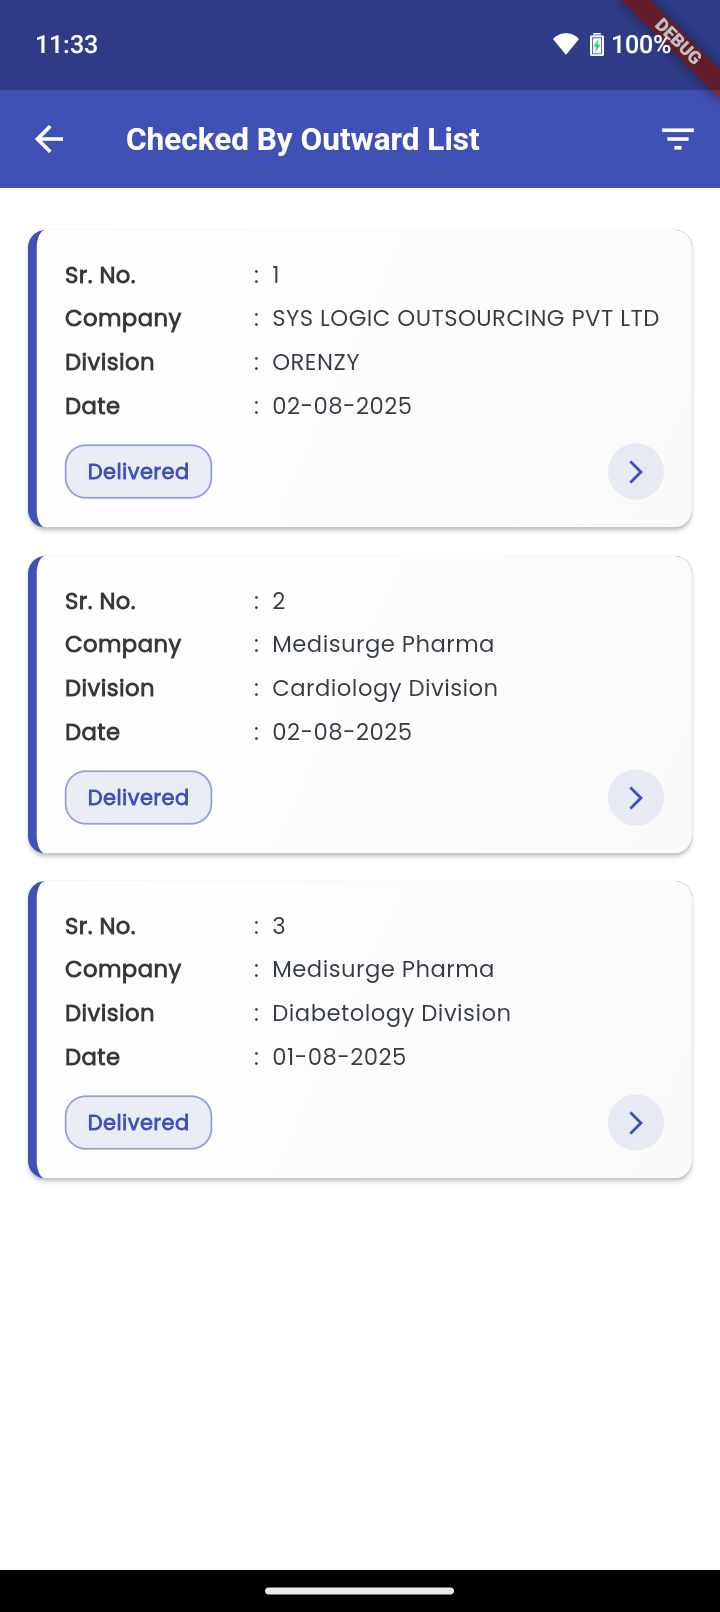 11:33
100%
DEBUG
Checked By Outward List
Sr. No. : 1
Company : SYS LOGIC OUTSOURCING PVT LTD
Division : ORENZY
Date : 02-08-2025
Delivered
Sr. No. : 2
Company : Medisurge Pharma
Division : Cardiology Division
Date : 02-08-2025
Delivered
Sr. No. : 3
Company : Medisurge Pharma
Division : Diabetology Division
Date : 01-08-2025
Delivered